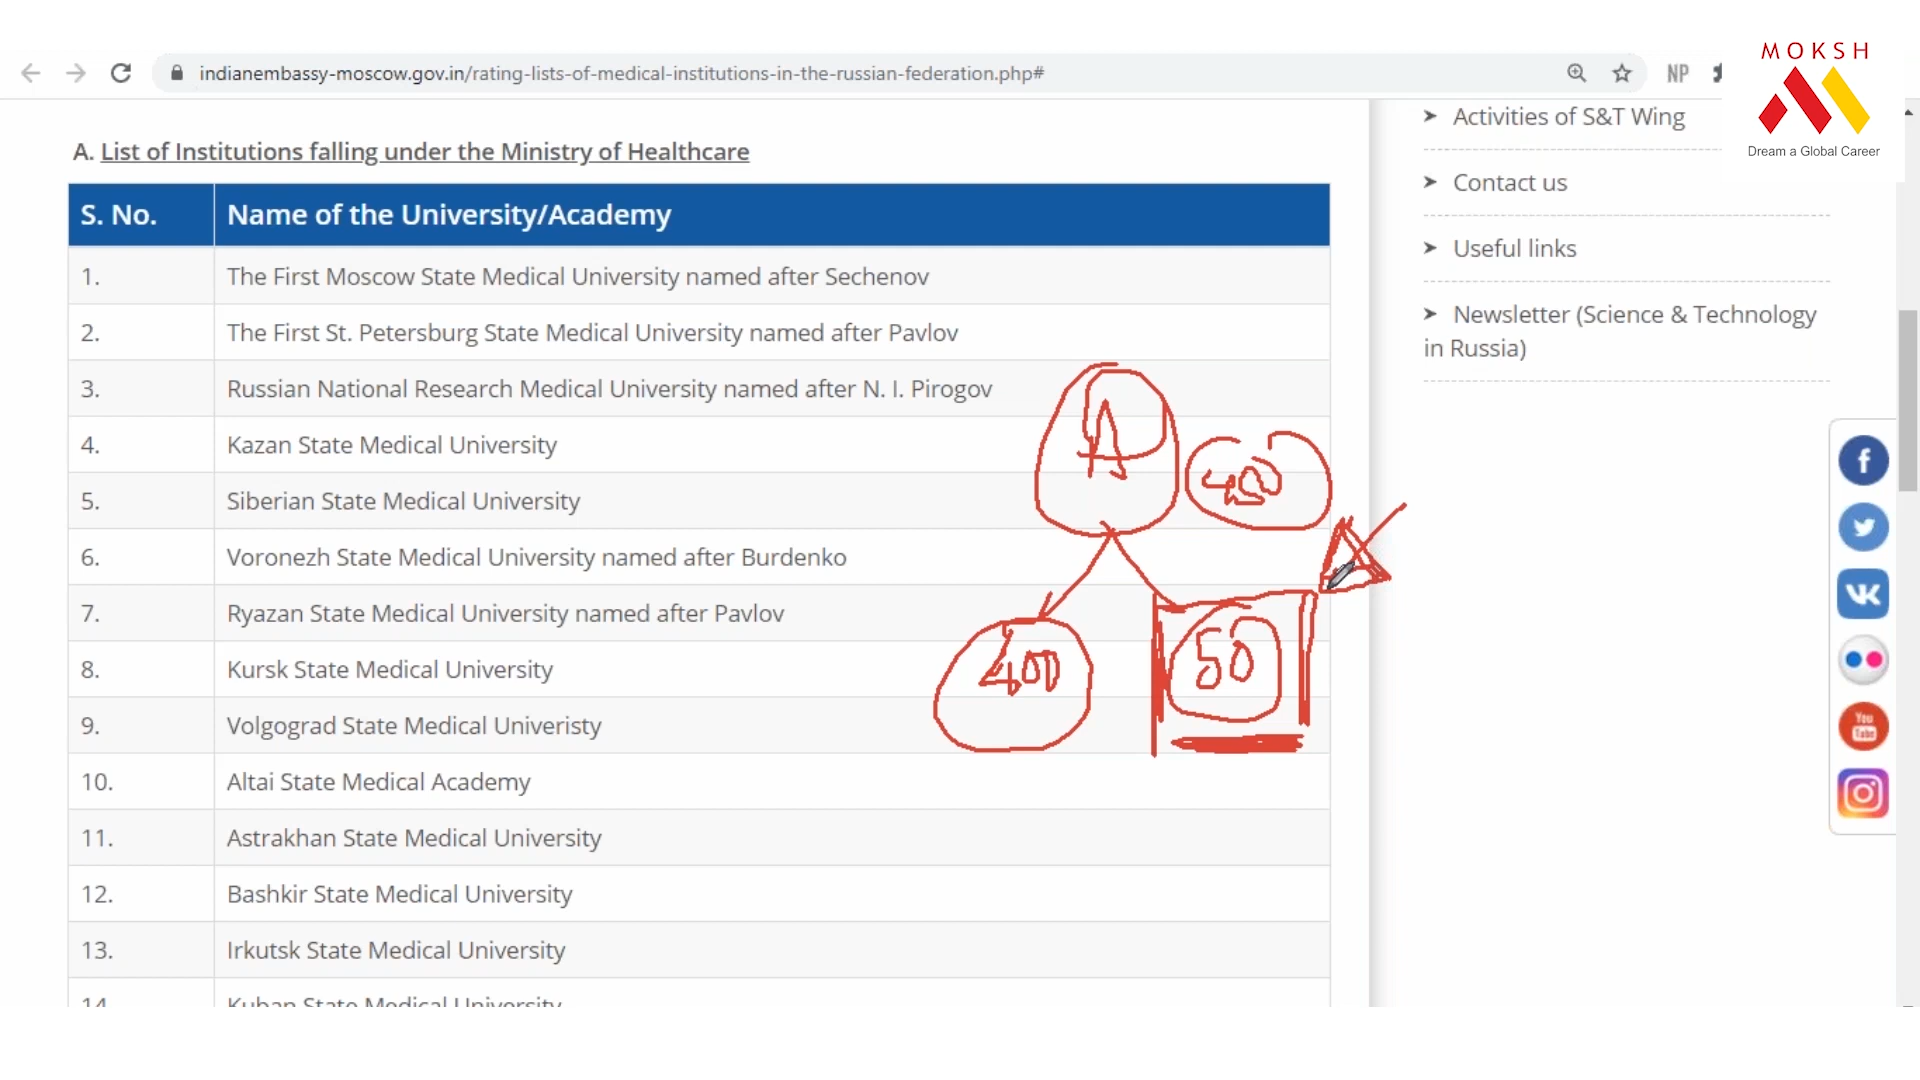 indianembassy-moscow.gov.in/rating-lists-of-medical-institutions-in-the-russian-federation.php#
NP
MOKSH
Dream a Global Career
A. List of Institutions falling under the Ministry of Healthcare
S. No. Name of the University/Academy
1. The First Moscow State Medical University named after Sechenov
2. The First St. Petersburg State Medical University named after Pavlov
3. Russian National Research Medical University named after N. I. Pirogov
4. Kazan State Medical University
5. Siberian State Medical University
6. Voronezh State Medical University named after Burdenko
7. Ryazan State Medical University named after Pavlov
8. Kursk State Medical University
9. Volgograd State Medical Univeristy
10. Altai State Medical Academy
11. Astrakhan State Medical University
12. Bashkir State Medical University
13. Irkutsk State Medical University
14. Kuban State Medical University
A
400
50
Activities of S&T Wing
Contact us
Useful links
Newsletter (Science & Technology
in Russia)
f
You
Tube